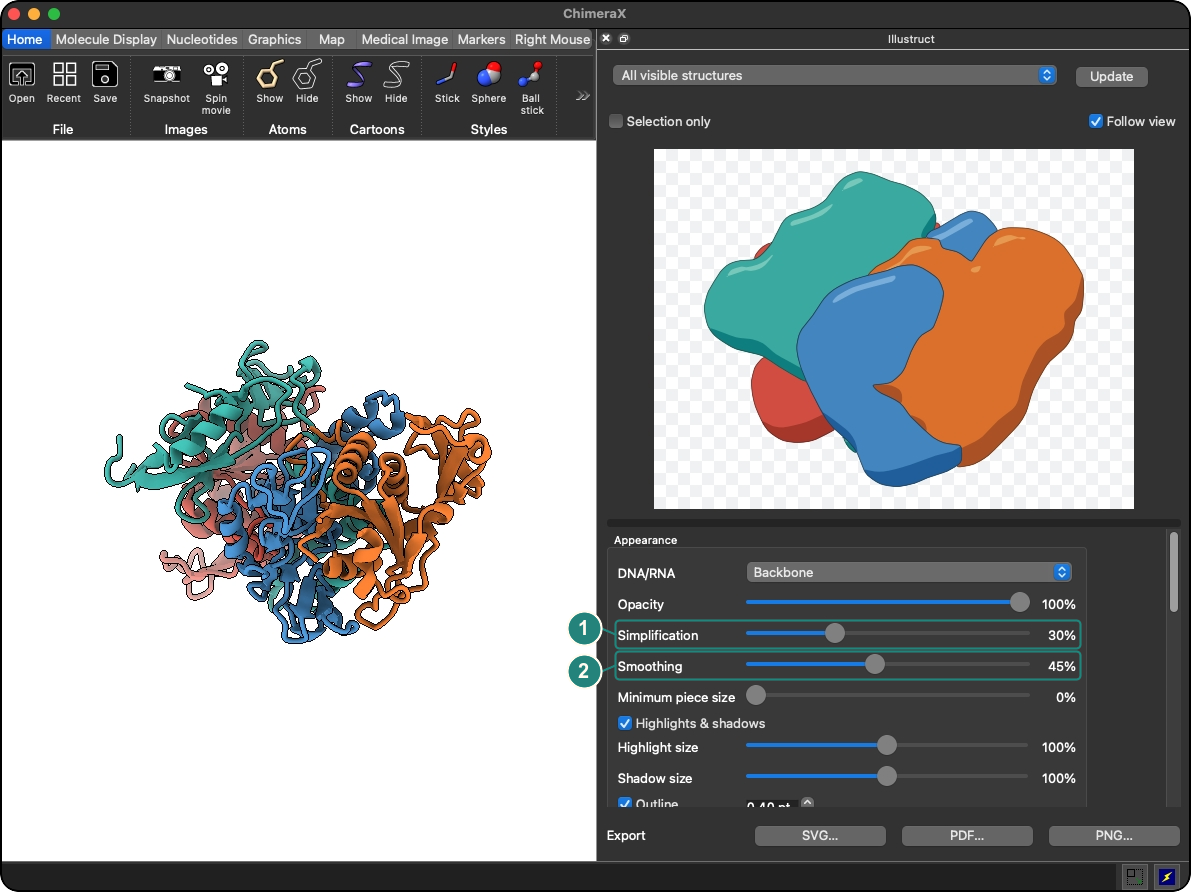 ChimeraX
Home Molecule Display Nucleotides Graphics Map Medical Image Markers Right Mouse
Open Recent Save Snapshot Spin movie Show Hide Show Hide Stick Sphere Ball stick
File Images Atoms Cartoons Styles
Illustruct
All visible structures
Update
Selection only
Follow view
Appearance
DNA/RNA Backbone
Opacity 100%
1 Simplification 30%
2 Smoothing 45%
Minimum piece size 0%
Highlights & shadows
Highlight size 100%
Shadow size 100%
Outline 0.40 pt
Export SVG... PDF... PNG...